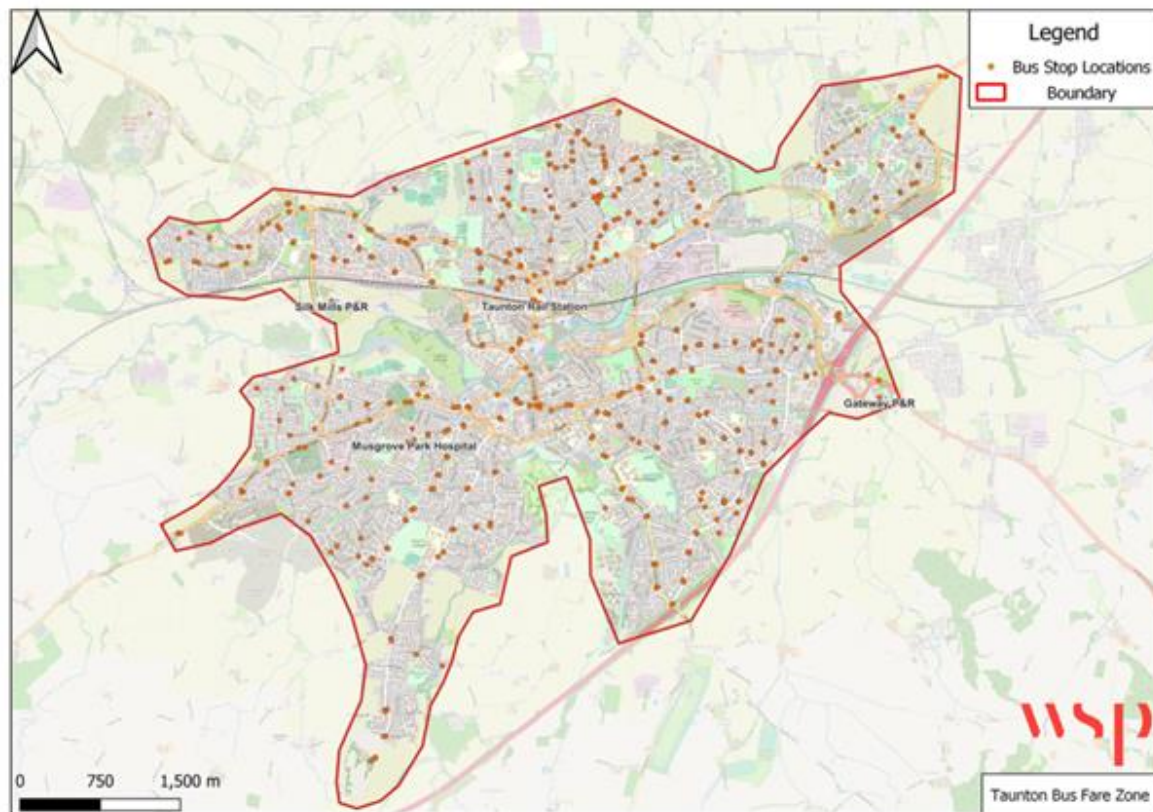 Legend
Bus Stop Locations
Boundary
Silk Mills P&R
Taunton Rail Station
Gateway P&R
Musgrove Park Hospital
0 750 1,500 m
wsp
Taunton Bus Fare Zone